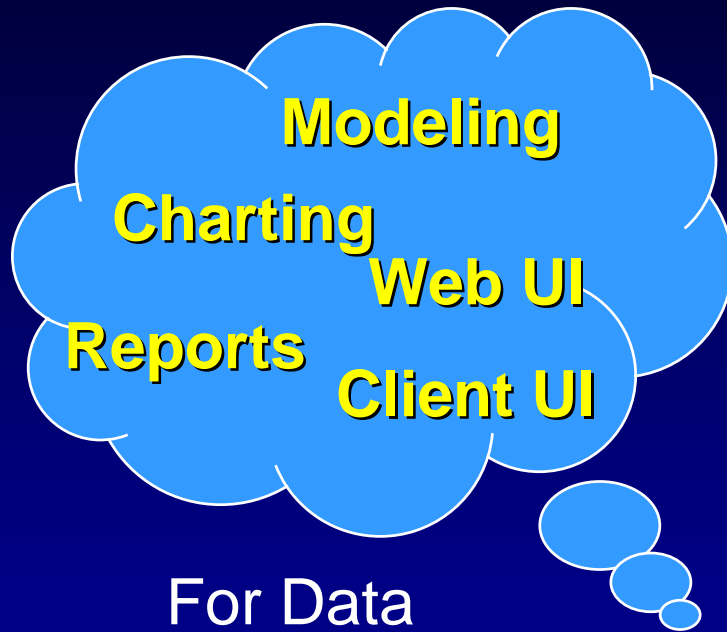 Modeling
Charting
Web UI
Reports
Client UI
For Data